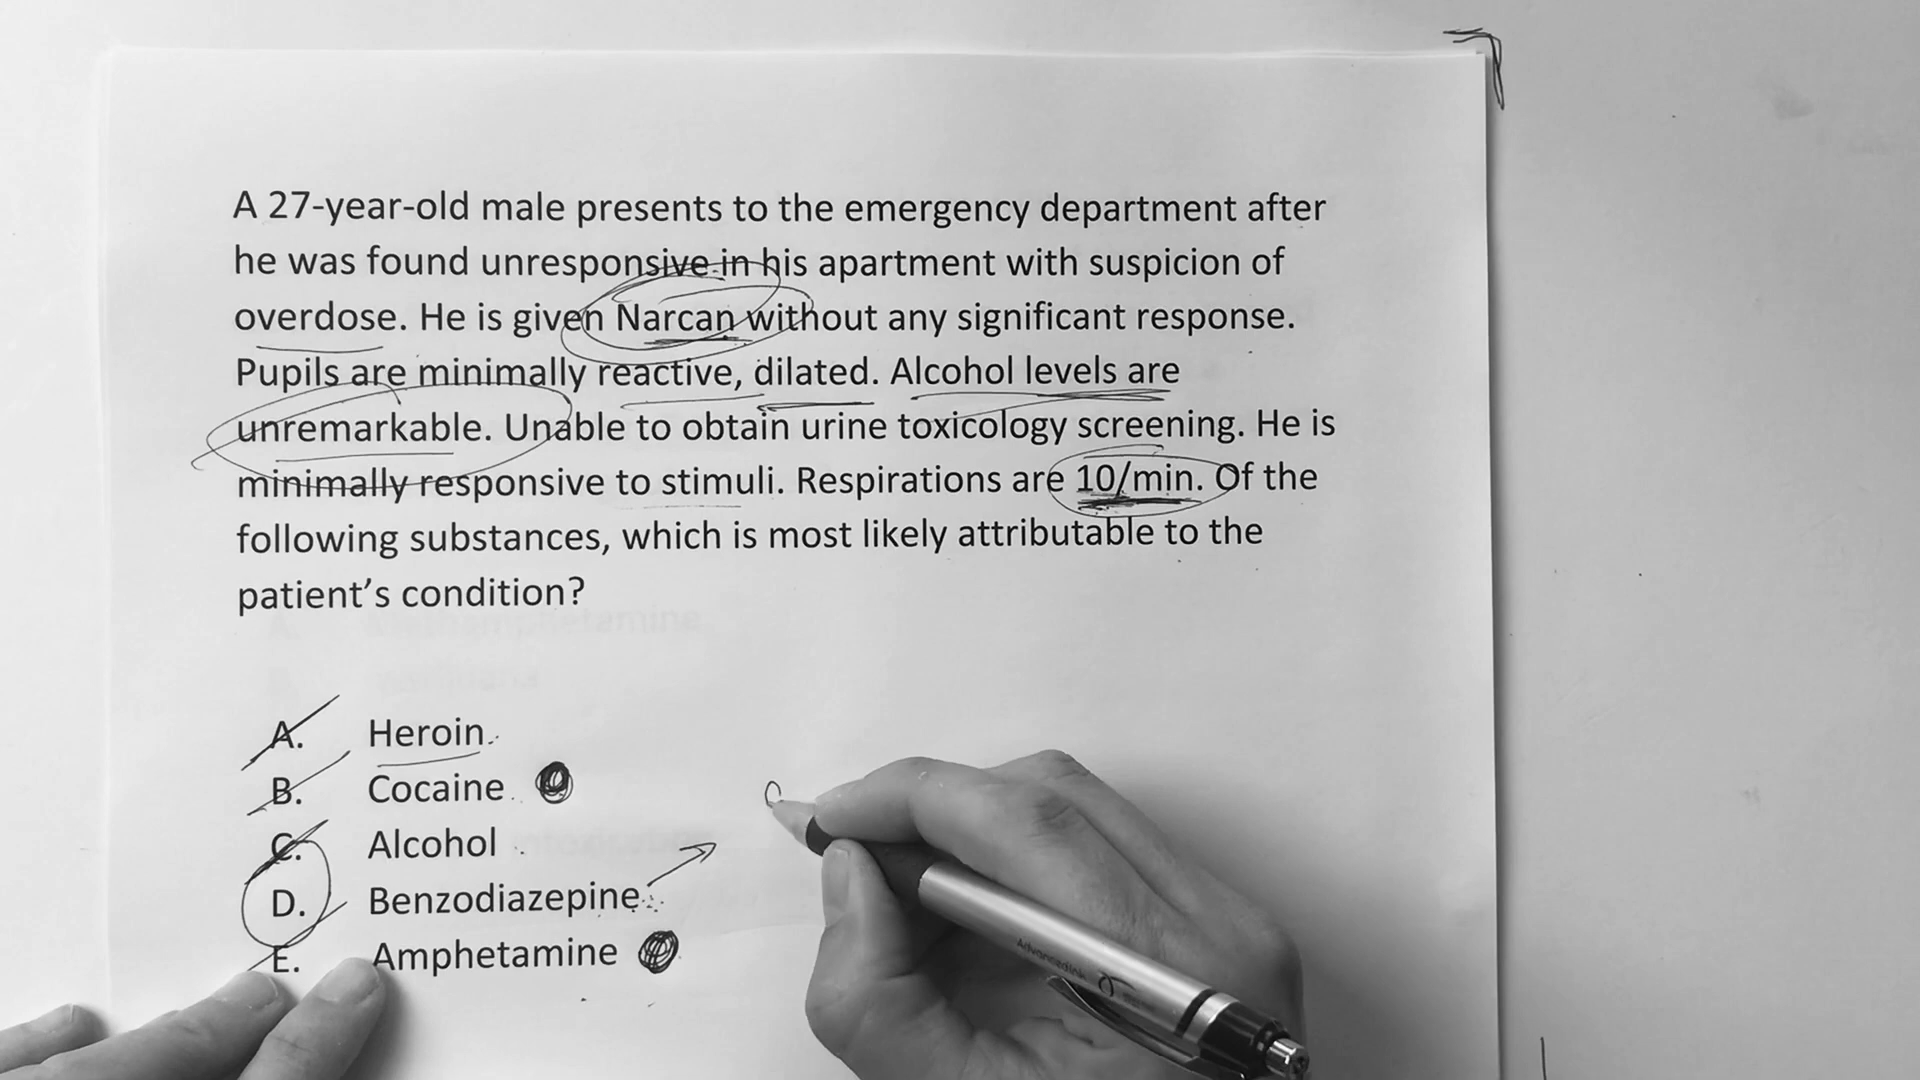 A 27-year-old male presents to the emergency department after
he was found unresponsive in his apartment with suspicion of
overdose. He is given Narcan without any significant response.
Pupils are minimally reactive, dilated. Alcohol levels are
unremarkable. Unable to obtain urine toxicology screening. He is
minimally responsive to stimuli. Respirations are 10/min. Of the
following substances, which is most likely attributable to the
patient's condition?
A. Heroin
B. Cocaine
C. Alcohol
D. Benzodiazepine
E. Amphetamine
AdvancedInk